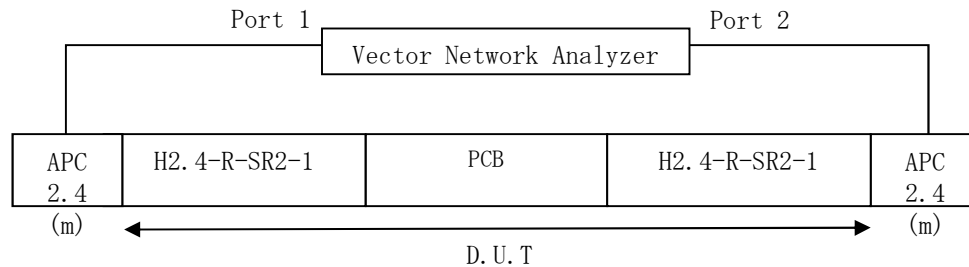 Port 1
Port 2
Vector Network Analyzer
APC
2.4
(m)
H2.4-R-SR2-1
PCB
H2.4-R-SR2-1
APC
2.4
(m)
D.U.T